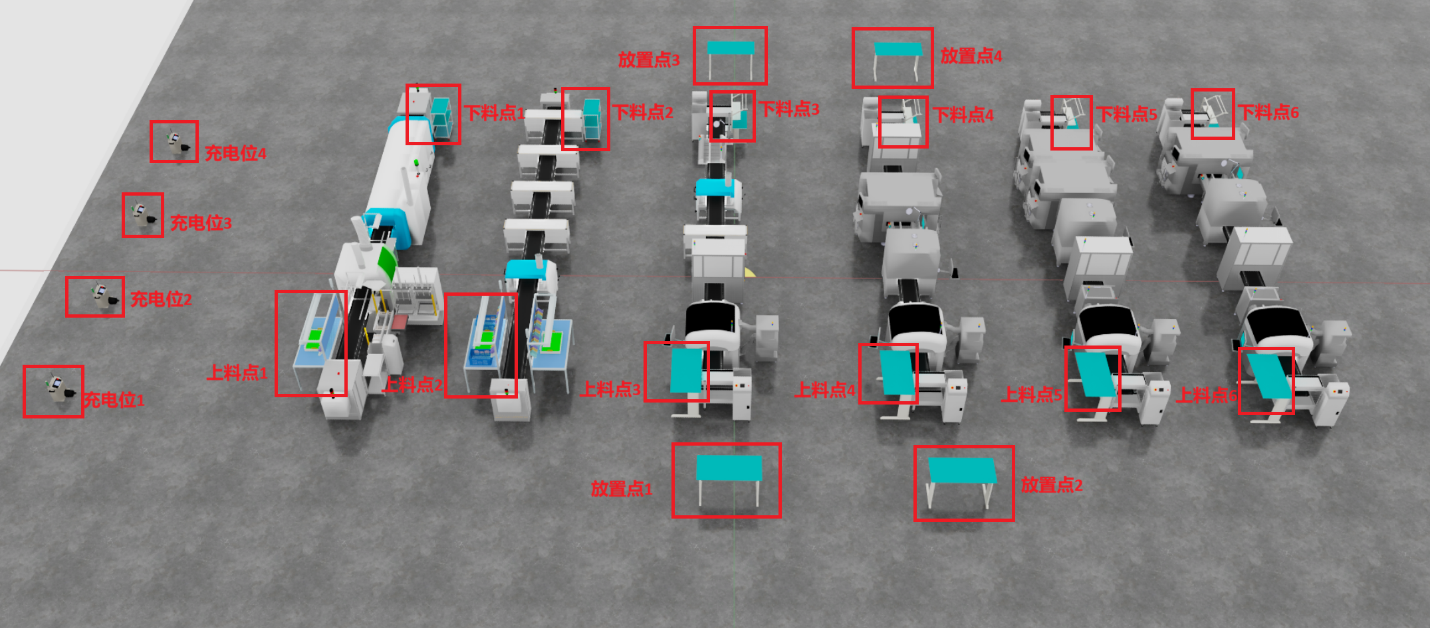 放置点3
放置点4
下料点1
下料点2
下料点3
下料点4
下料点5
下料点6
充电位4
充电位3
充电位2
充电位1
上料点1
上料点2
上料点3
上料点4
上料点5
上料点6
放置点1
放置点2